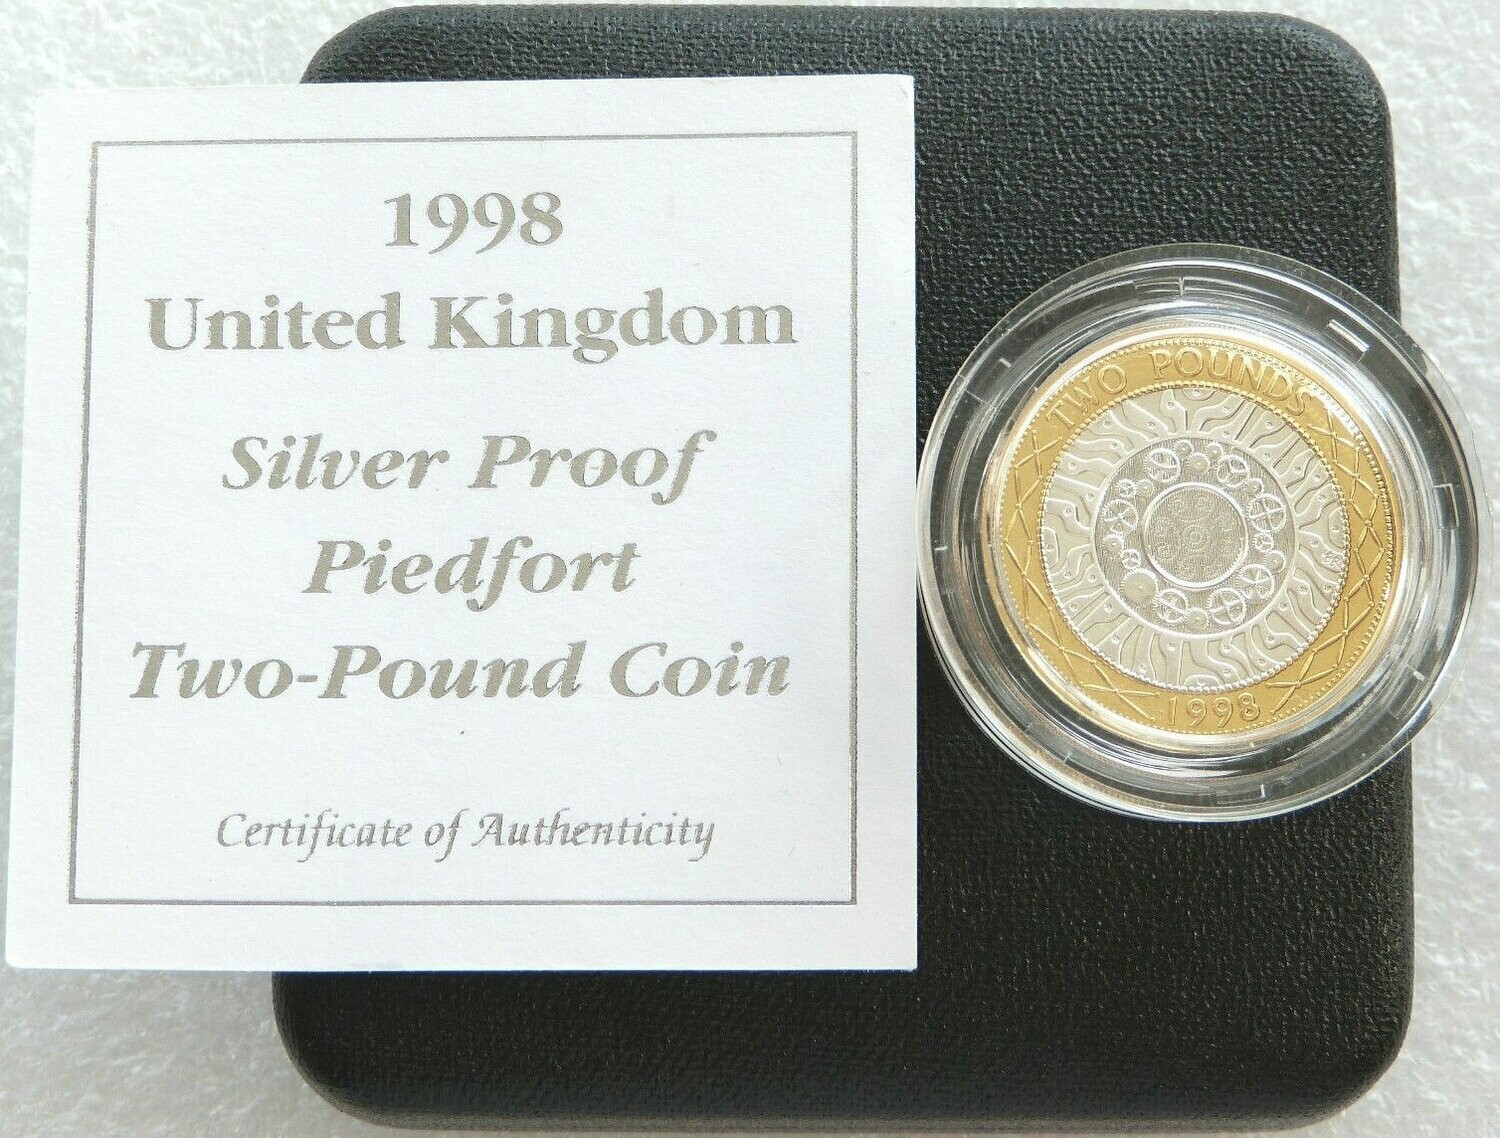 1998
United Kingdom
Silver Proof
Piedfort
Two-Pound Coin
Certificate of Authenticity
TWO POUNDS
1998